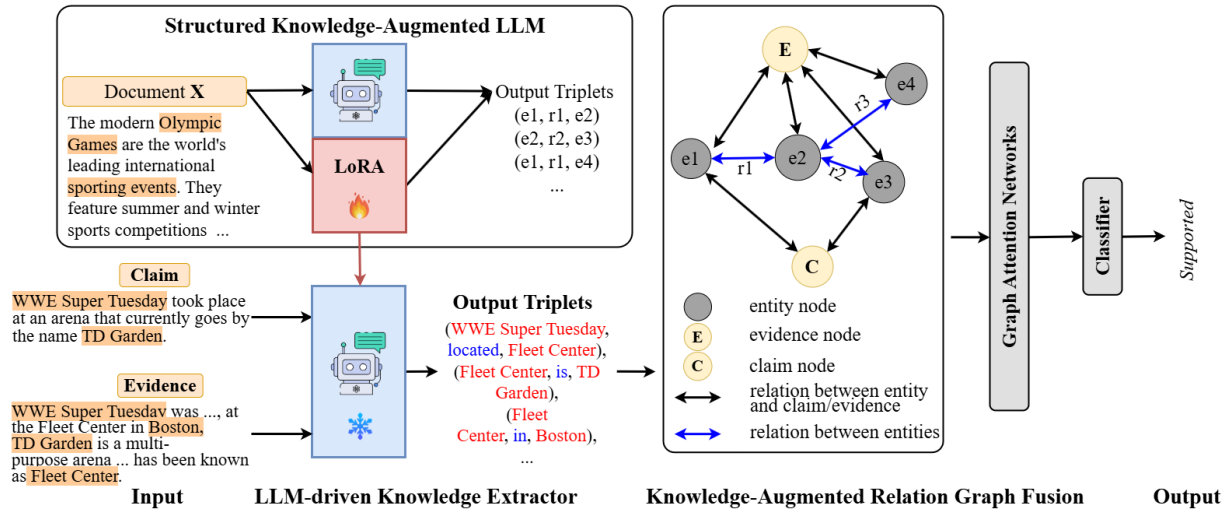 Structured Knowledge-Augmented LLM
Document X
The modern Olympic
Games are the world's
leading international
sporting events. They
feature summer and winter
sports competitions ...
LoRA
Output Triplets
(e1, r1, e2)
(e2, r2, e3)
(e1, r1, e4)
...
Claim
WWE Super Tuesday took place
at an arena that currently goes by
the name TD Garden.
Evidence
WWE Super Tuesday was ..., at
the Fleet Center in Boston,
TD Garden is a multi-
purpose arena ... has been known
as Fleet Center.
Output Triplets
(WWE Super Tuesday,
located, Fleet Center),
(Fleet Center, is, TD
Garden),
(Fleet
Center, in, Boston),
...
E
e4
r3
e1
r1
e2
r2
e3
C
entity node
E
evidence node
C
claim node
relation between entity
and claim/evidence
relation between entities
Graph Attention Networks
Classifier
Supported
Input
LLM-driven Knowledge Extractor
Knowledge-Augmented Relation Graph Fusion
Output